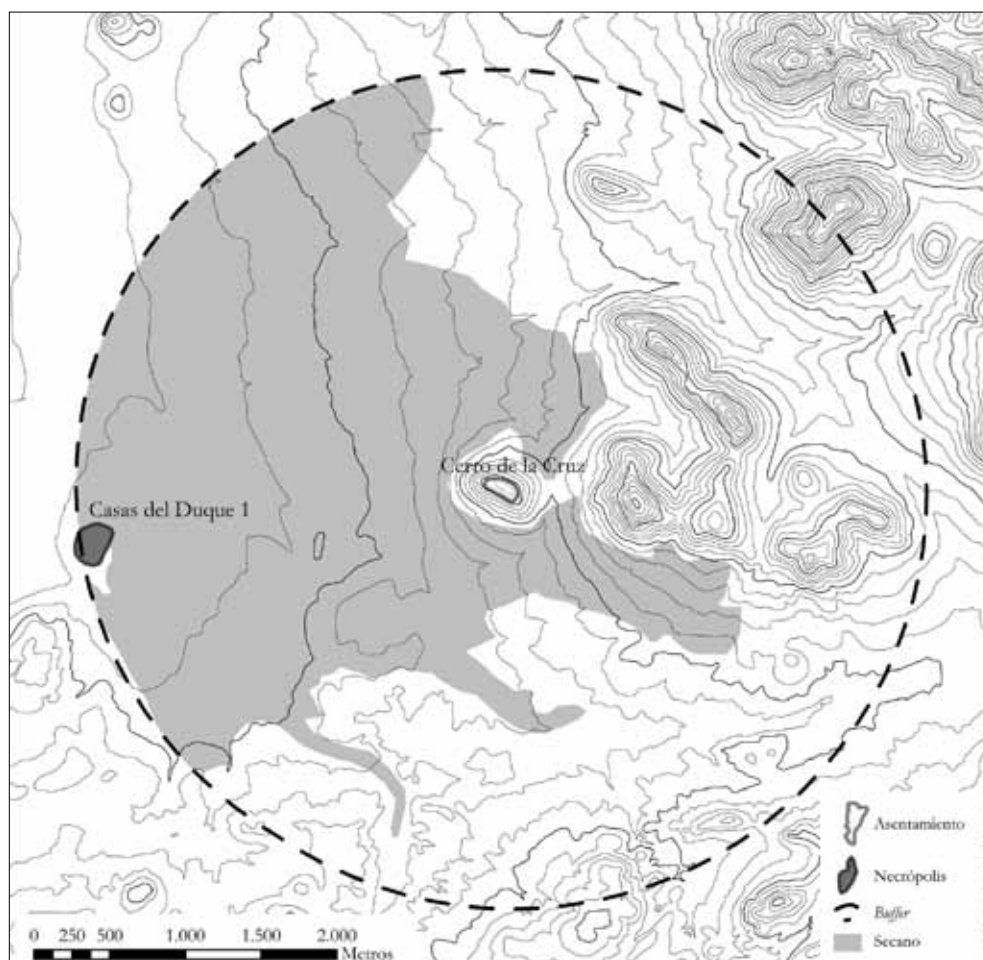 Cerro de la Cruz
Casas del Duque 1
Asentamiento
Necrópolis
Buffer
Secano
0 250 500 1.000 1.500 2.000
Metros